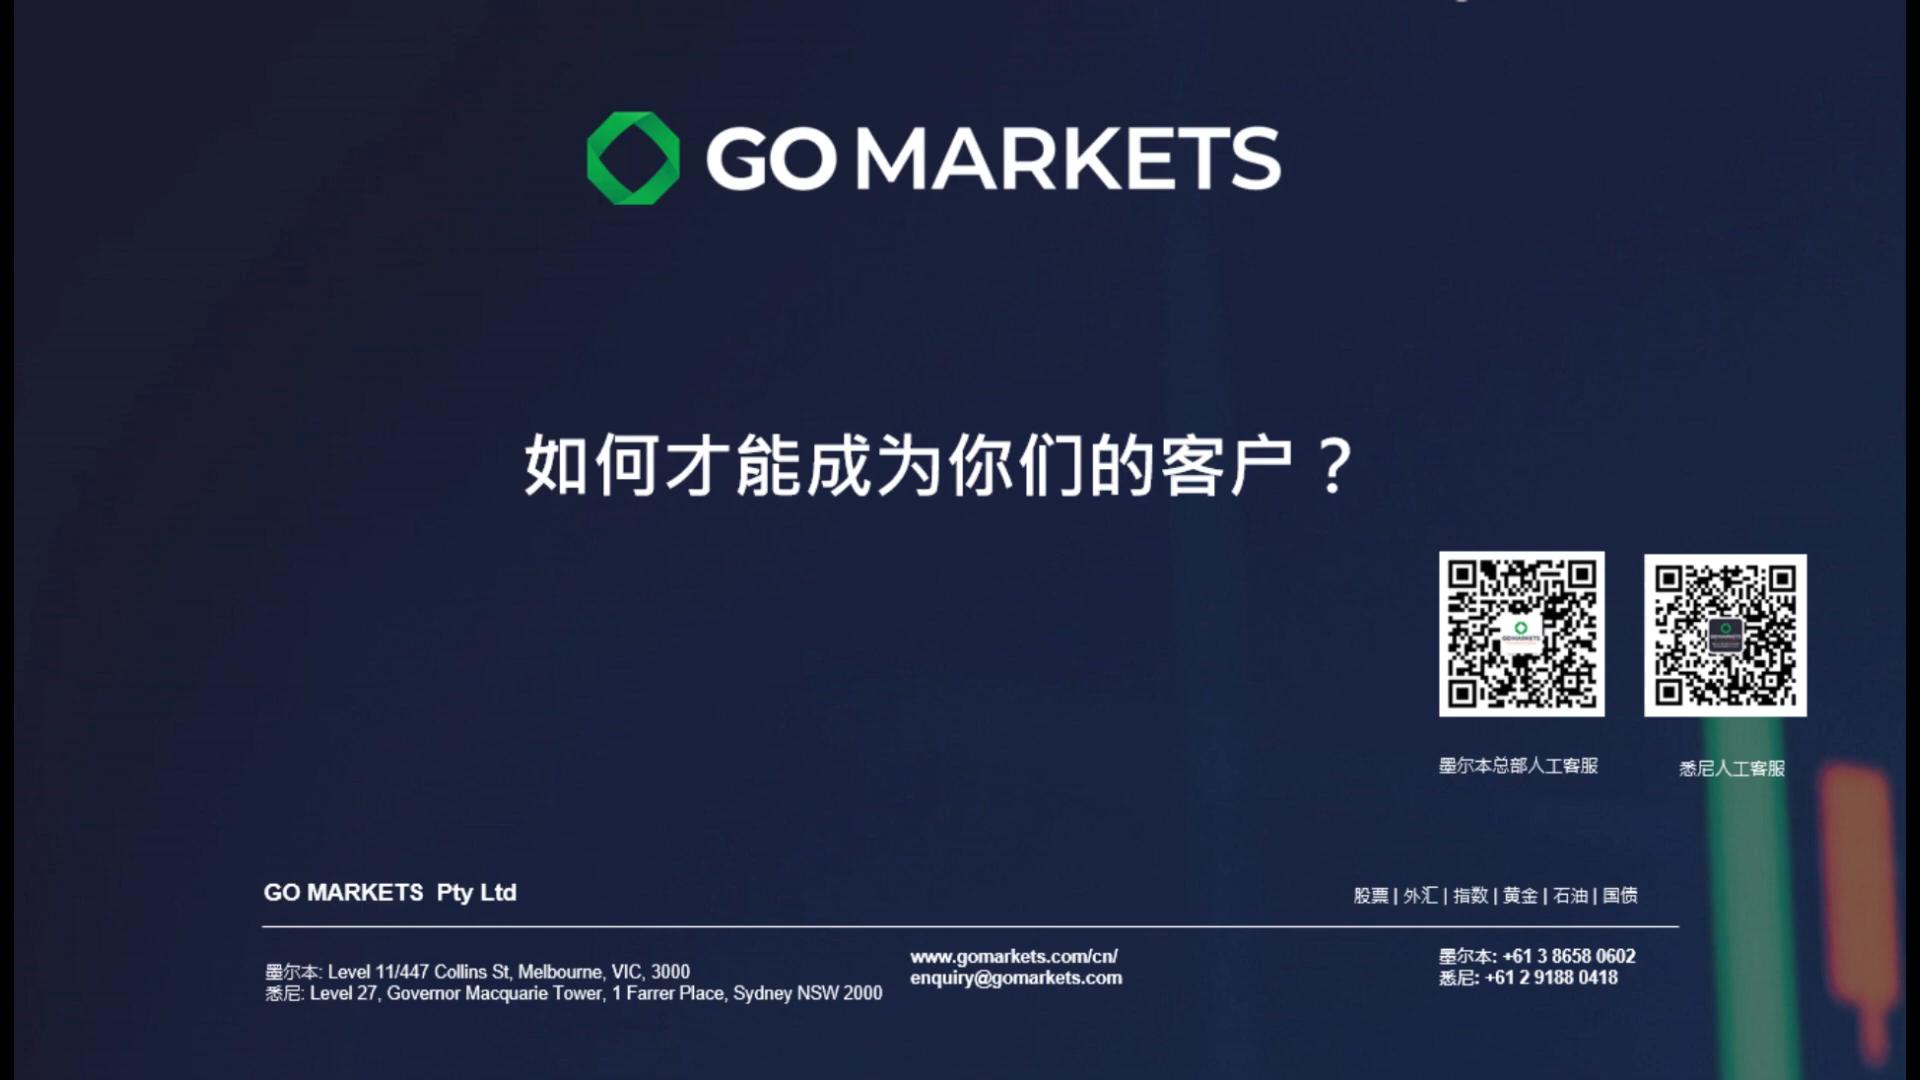 GO MARKETS
如何才能成为你们的客户？
墨尔本总部人工客服
悉尼人工客服
GO MARKETS Pty Ltd
股票 | 外汇 | 指数 | 黄金 | 石油 | 国债
墨尔本: Level 11/447 Collins St, Melbourne, VIC, 3000
悉尼: Level 27, Governor Macquarie Tower, 1 Farrer Place, Sydney NSW 2000
www.gomarkets.com/cn/
enquiry@gomarkets.com
墨尔本: +61 3 8658 0602
悉尼: +61 2 9188 0418